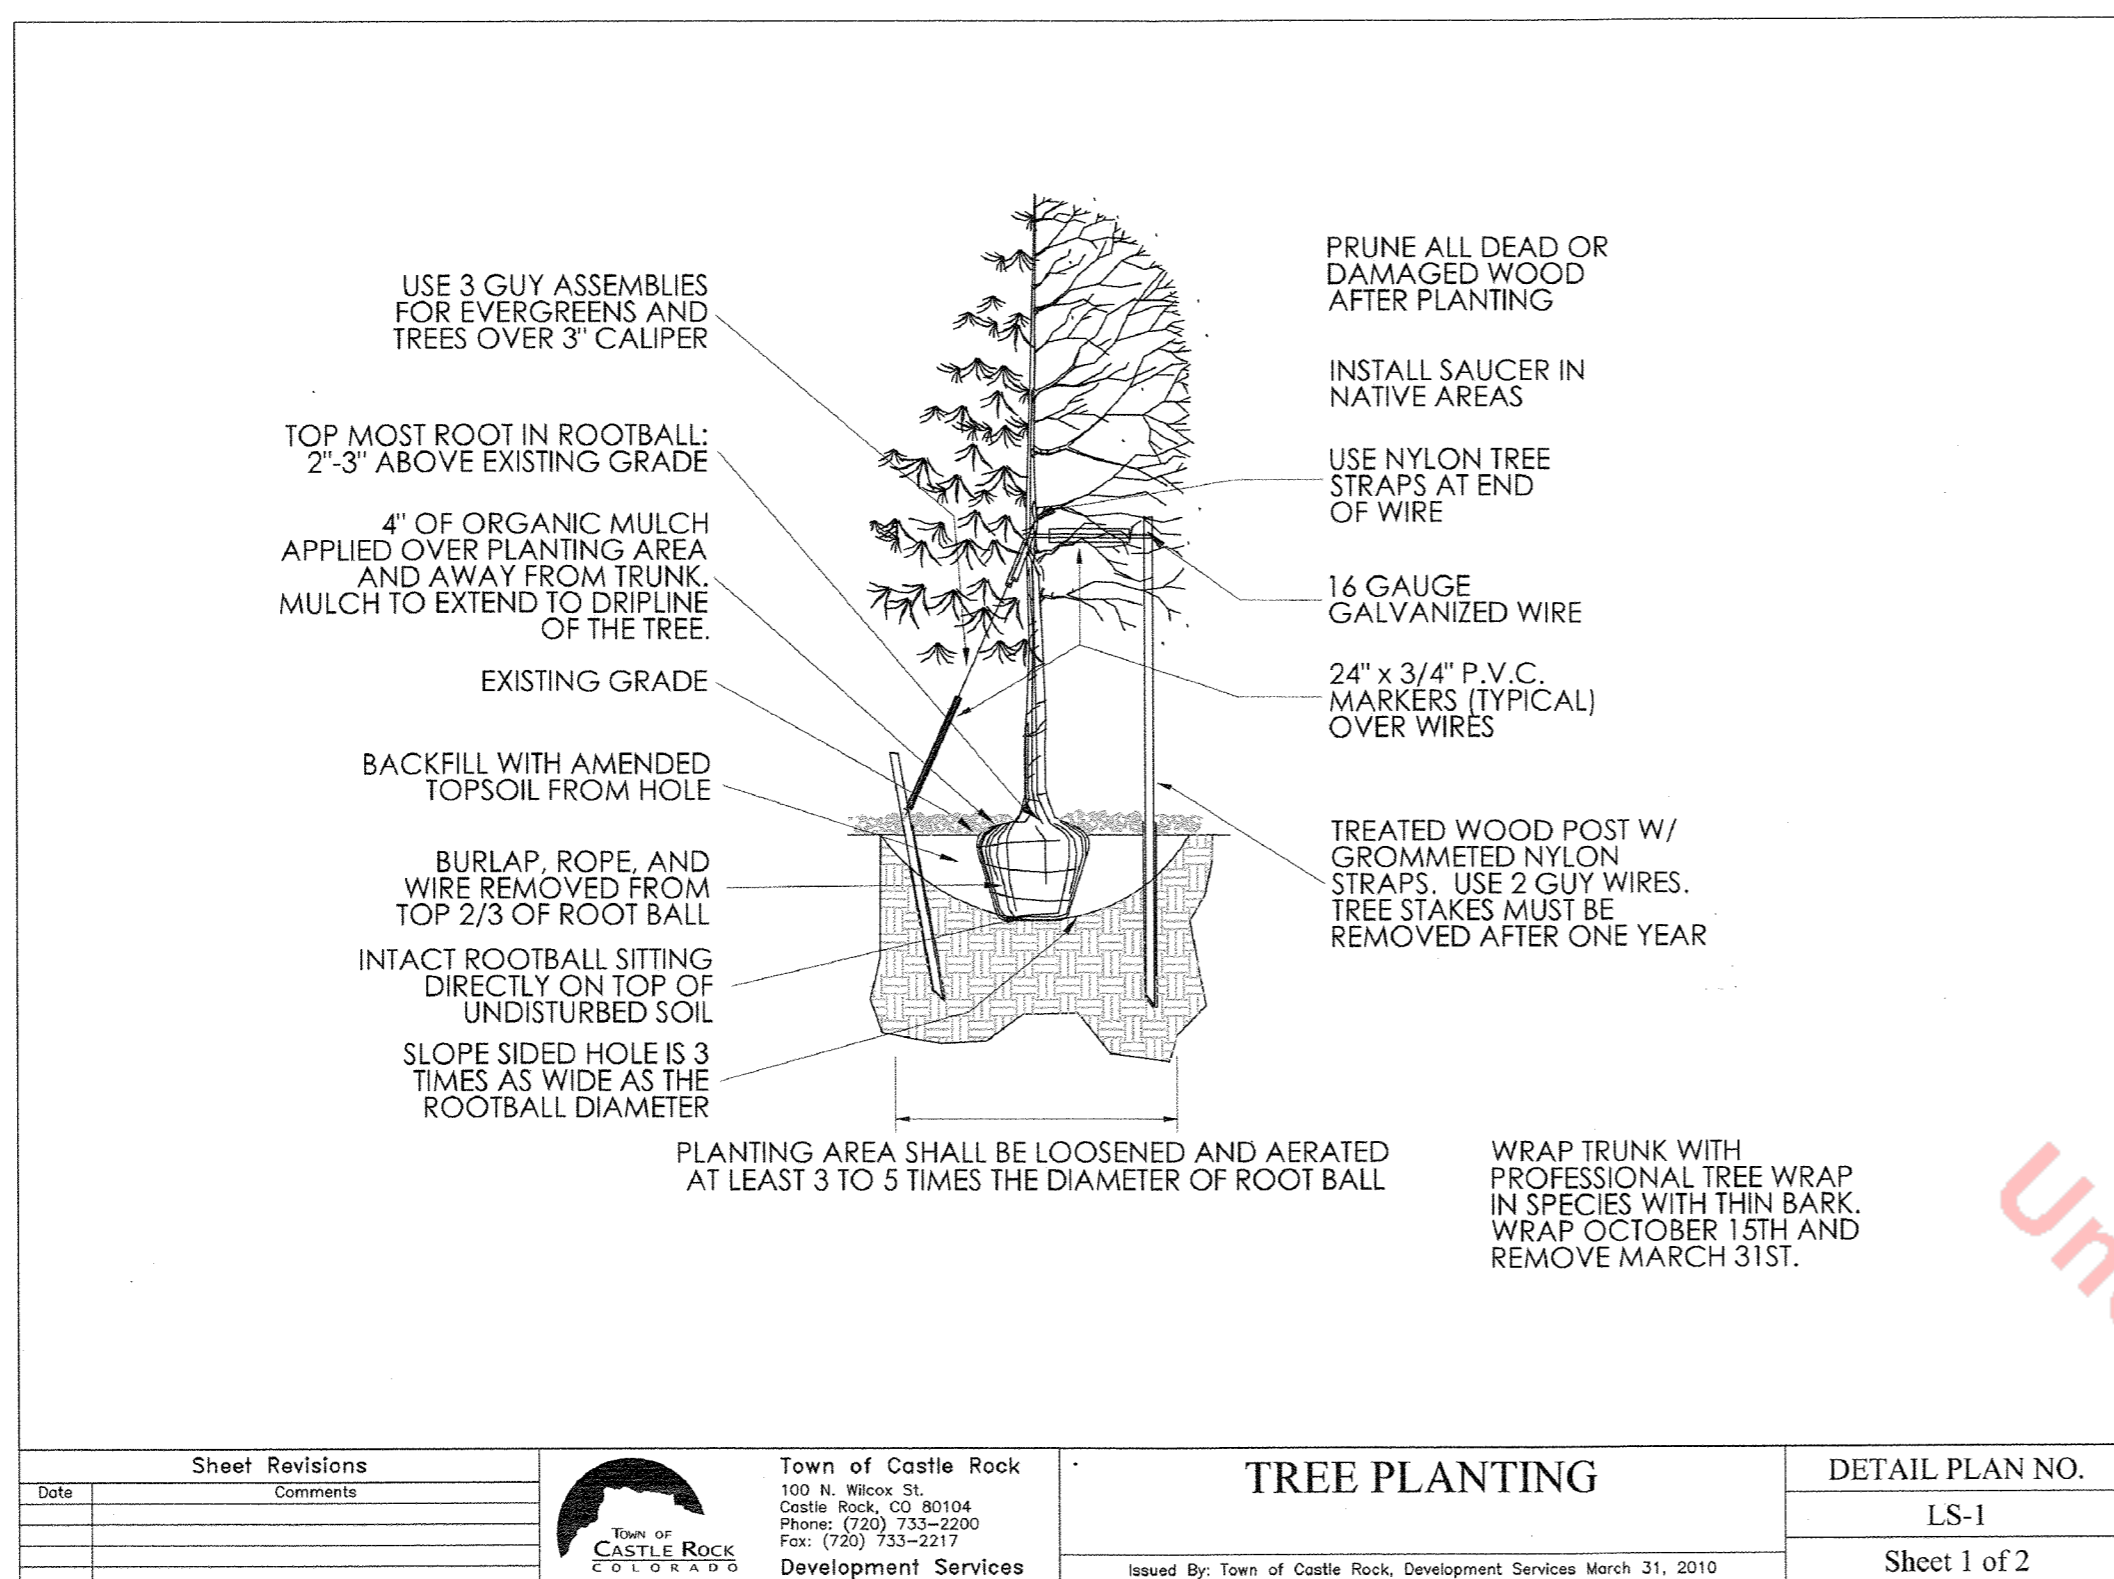 USE 3 GUY ASSEMBLIES
FOR EVERGREENS AND
TREES OVER 3" CALIPER
TOP MOST ROOT IN ROOTBALL:
2"-3" ABOVE EXISTING GRADE
4" OF ORGANIC MULCH
APPLIED OVER PLANTING AREA
AND AWAY FROM TRUNK.
MULCH TO EXTEND TO DRIPLINE
OF THE TREE.
EXISTING GRADE
BACKFILL WITH AMENDED
TOPSOIL FROM HOLE
BURLAP, ROPE, AND
WIRE REMOVED FROM
TOP 2/3 OF ROOT BALL
INTACT ROOTBALL SITTING
DIRECTLY ON TOP OF
UNDISTURBED SOIL
SLOPE SIDED HOLE IS 3
TIMES AS WIDE AS THE
ROOTBALL DIAMETER
PRUNE ALL DEAD OR
DAMAGED WOOD
AFTER PLANTING
INSTALL SAUCER IN
NATIVE AREAS
USE NYLON TREE
STRAPS AT END
OF WIRE
16 GAUGE
GALVANIZED WIRE
24" x 3/4" P.V.C.
MARKERS (TYPICAL)
OVER WIRES
TREATED WOOD POST W/
GROMMETED NYLON
STRAPS. USE 2 GUY WIRES.
TREE STAKES MUST BE
REMOVED AFTER ONE YEAR
PLANTING AREA SHALL BE LOOSENED AND AERATED
AT LEAST 3 TO 5 TIMES THE DIAMETER OF ROOT BALL
WRAP TRUNK WITH
PROFESSIONAL TREE WRAP
IN SPECIES WITH THIN BARK.
WRAP OCTOBER 15TH AND
REMOVE MARCH 31ST.
Sheet Revisions
Date Comments
TOWN OF
CASTLE ROCK
COLORADO
Town of Castle Rock
100 N. Wilcox St.
Castle Rock, CO 80104
Phone: (720) 733-2200
Fax: (720) 733-2217
Development Services
TREE PLANTING
Issued By: Town of Castle Rock, Development Services March 31, 2010
DETAIL PLAN NO.
LS-1
Sheet 1 of 2